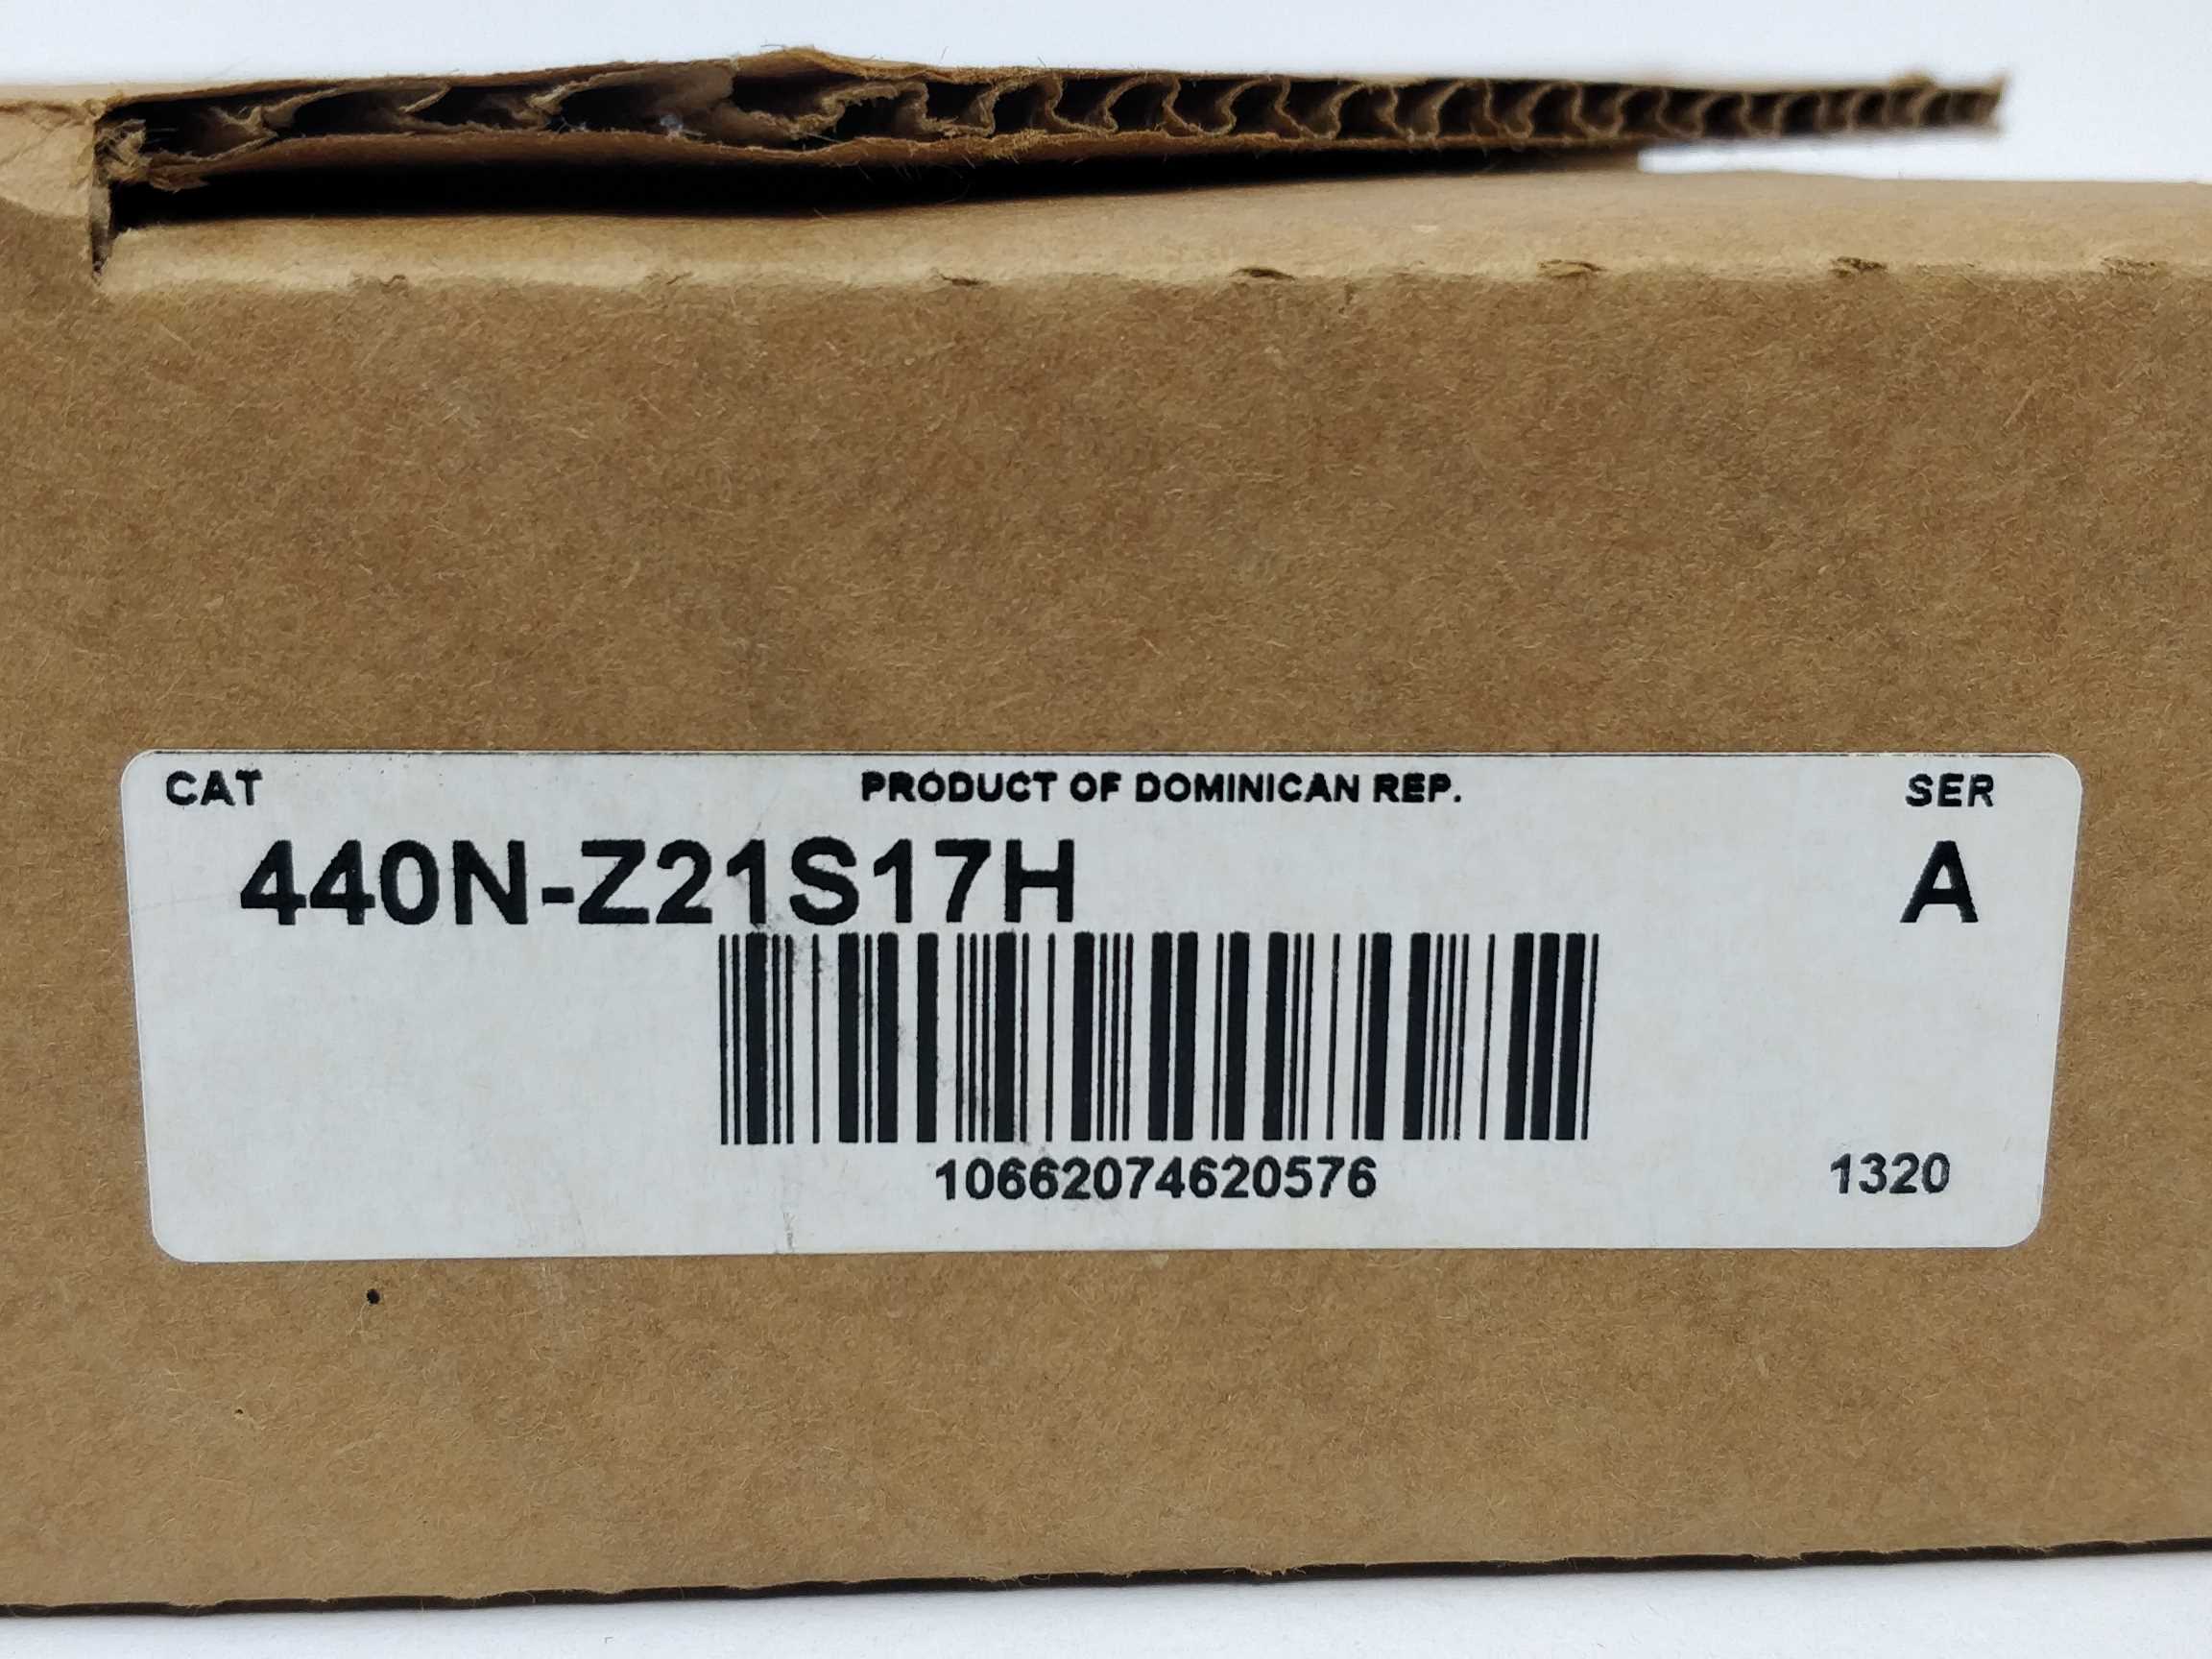 CAT PRODUCT OF DOMINICAN REP. SER
440N-Z21S17H A
10662074620576 1320